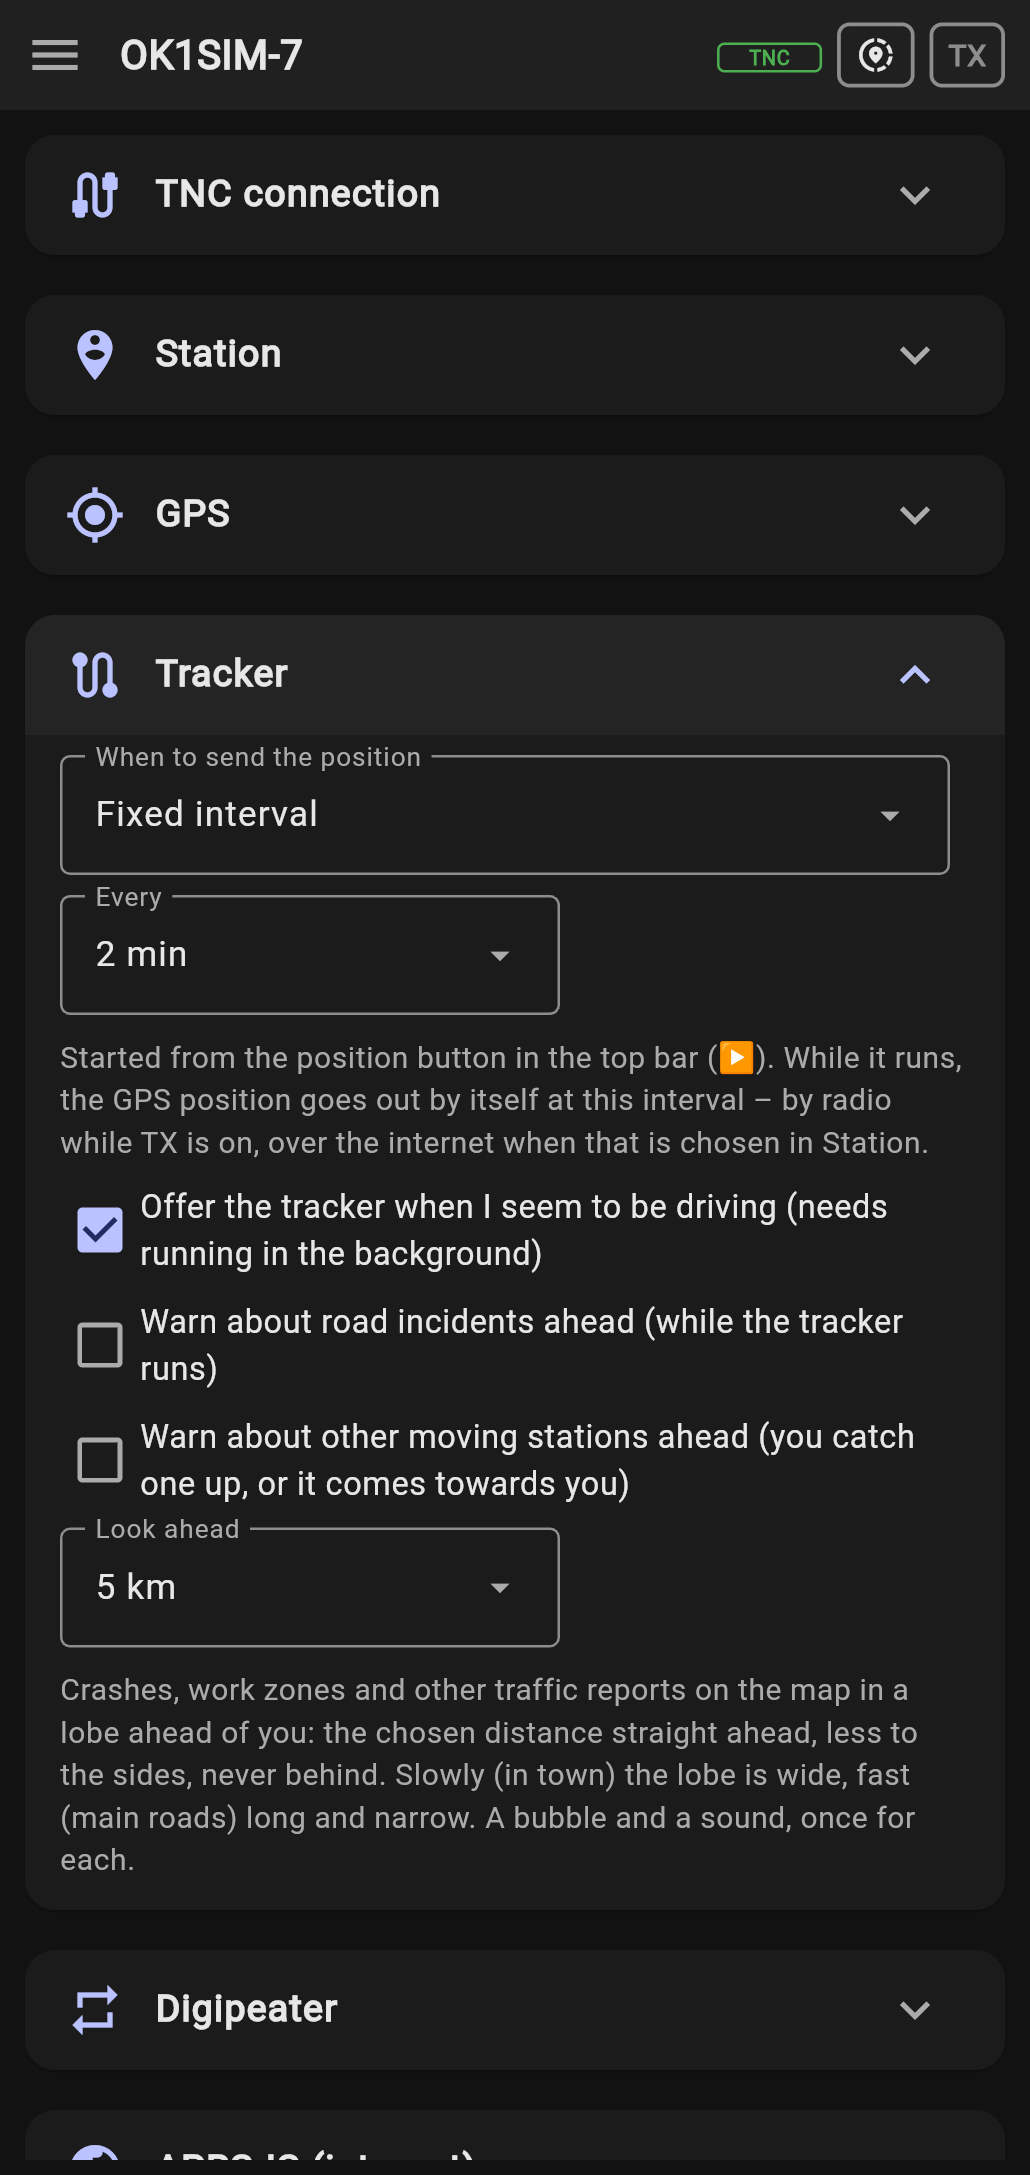 OK1SIM-7
TNC
TX
TNC connection
Station
GPS
Tracker
When to send the position
Fixed interval
Every
2 min
Started from the position button in the top bar (▶️). While it runs,
the GPS position goes out by itself at this interval – by radio
while TX is on, over the internet when that is chosen in Station.
Offer the tracker when I seem to be driving (needs
running in the background)
Warn about road incidents ahead (while the tracker
runs)
Warn about other moving stations ahead (you catch
one up, or it comes towards you)
Look ahead
5 km
Crashes, work zones and other traffic reports on the map in a
lobe ahead of you: the chosen distance straight ahead, less to
the sides, never behind. Slowly (in town) the lobe is wide, fast
(main roads) long and narrow. A bubble and a sound, once for
each.
Digipeater
APRS-IS (internet)